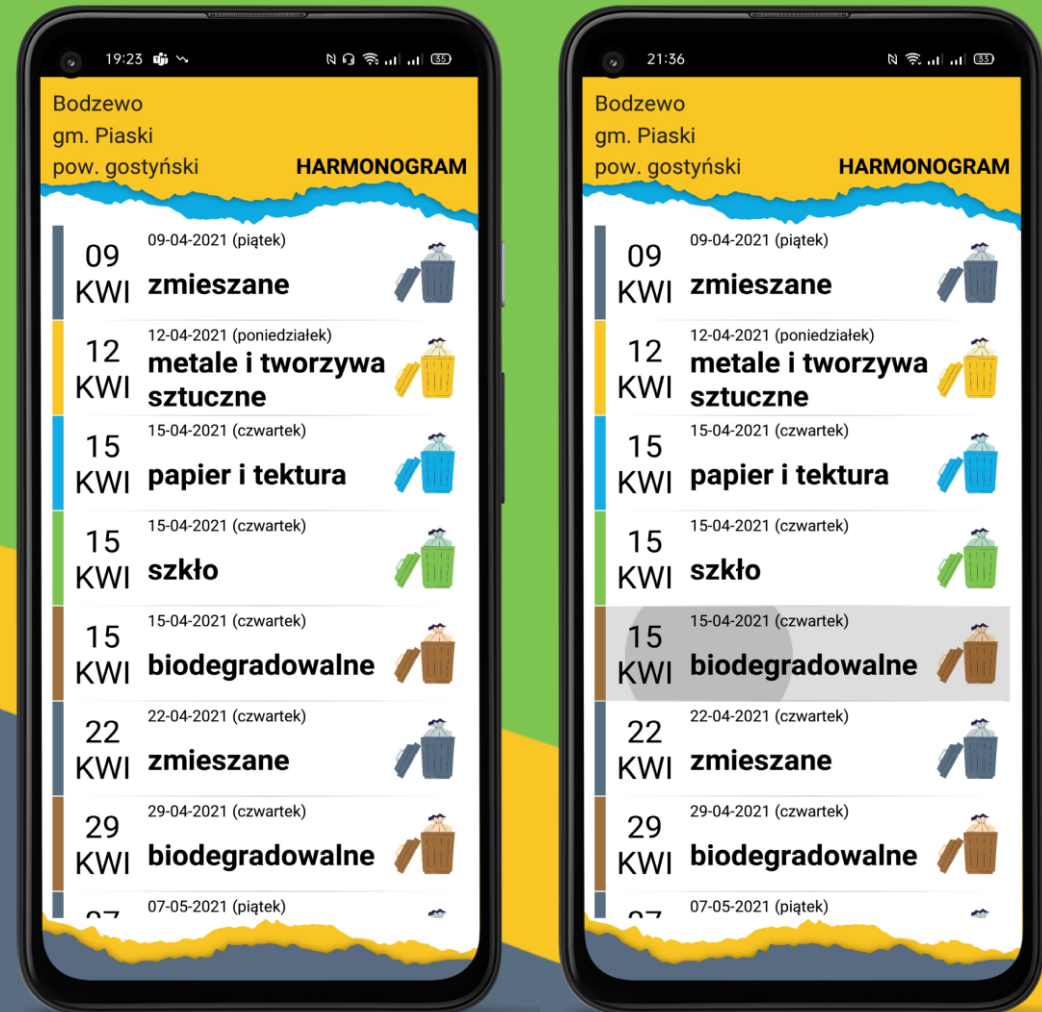 19:23
35
Bodzewo
gm. Piaski
pow. gostyński
HARMONOGRAM
09
KWI
09-04-2021 (piątek)
zmieszane
12
KWI
12-04-2021 (poniedziałek)
metale i tworzywa
sztuczne
15
KWI
15-04-2021 (czwartek)
papier i tektura
15
KWI
15-04-2021 (czwartek)
szkło
15
KWI
15-04-2021 (czwartek)
biodegradowalne
22
KWI
22-04-2021 (czwartek)
zmieszane
29
KWI
29-04-2021 (czwartek)
biodegradowalne
07
07-05-2021 (piątek)
21:36
33
Bodzewo
gm. Piaski
pow. gostyński
HARMONOGRAM
09
KWI
09-04-2021 (piątek)
zmieszane
12
KWI
12-04-2021 (poniedziałek)
metale i tworzywa
sztuczne
15
KWI
15-04-2021 (czwartek)
papier i tektura
15
KWI
15-04-2021 (czwartek)
szkło
15
KWI
15-04-2021 (czwartek)
biodegradowalne
22
KWI
22-04-2021 (czwartek)
zmieszane
29
KWI
29-04-2021 (czwartek)
biodegradowalne
07
07-05-2021 (piątek)